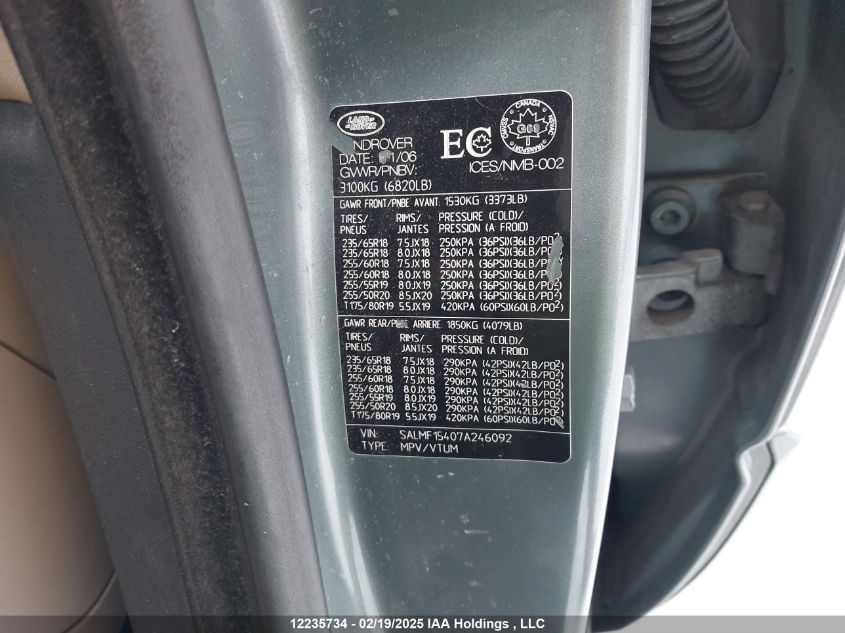 LAND-
-ROVER
NDROVER
DATE: 1/06
GVWR/PNBV:
3100KG (6820LB)
EC
CANADA
G60
TRANSPORT
ICES/NMB-002
GAWR FRONT/PNBE AVANT: 1530KG (3373LB)
TIRES/ RIMS/ PRESSURE (COLD)/
PNEUS JANTES PRESSION (A FROID)
235/65R18 7.5JX18 250KPA (36PSI)(36LB/PO²
235/65R18 8.0JX18 250KPA (36PSI)(36LB/PO
255/60R18 7.5JX18 250KPA (36PSI)(36LB/PO
255/60R18 8.0JX18 250KPA (36PSI)(36LB/PO
255/55R19 8.0JX19 250KPA (36PSI)(36LB/PO²)
255/50R20 8.5JX20 250KPA (36PSI)(36LB/PO²)
T175/80R19 5.5JX19 420KPA (60PSI)(60LB/PO²)
GAWR REAR/ ARRIERE: 1850KG (4079LB)
TIRES/ RIMS/ PRESSURE (COLD)/
PNEUS JANTES PRESSION (A FROID)
235/65R18 7.5JX18 290KPA (42PSI)(42LB/PO²)
235/65R18 8.0JX18 290KPA (42PSI)(42LB/PO²)
255/60R18 7.5JX18 290KPA (42PSI)(42LB/PO²)
255/60R18 8.0JX18 290KPA (42PSI)(42LB/PO²)
255/55R19 8.0JX19 290KPA (42PSI)(42LB/PO²)
255/50R20 8.5JX20 290KPA (42PSI)(42LB/PO²)
T175/80R19 5.5JX19 420KPA (60PSI)(60LB/PO
VIN: SALMF15407A246092
TYPE: MPV/VTUM
12235734 - 02/19/2025 IAA Holdings , LLC